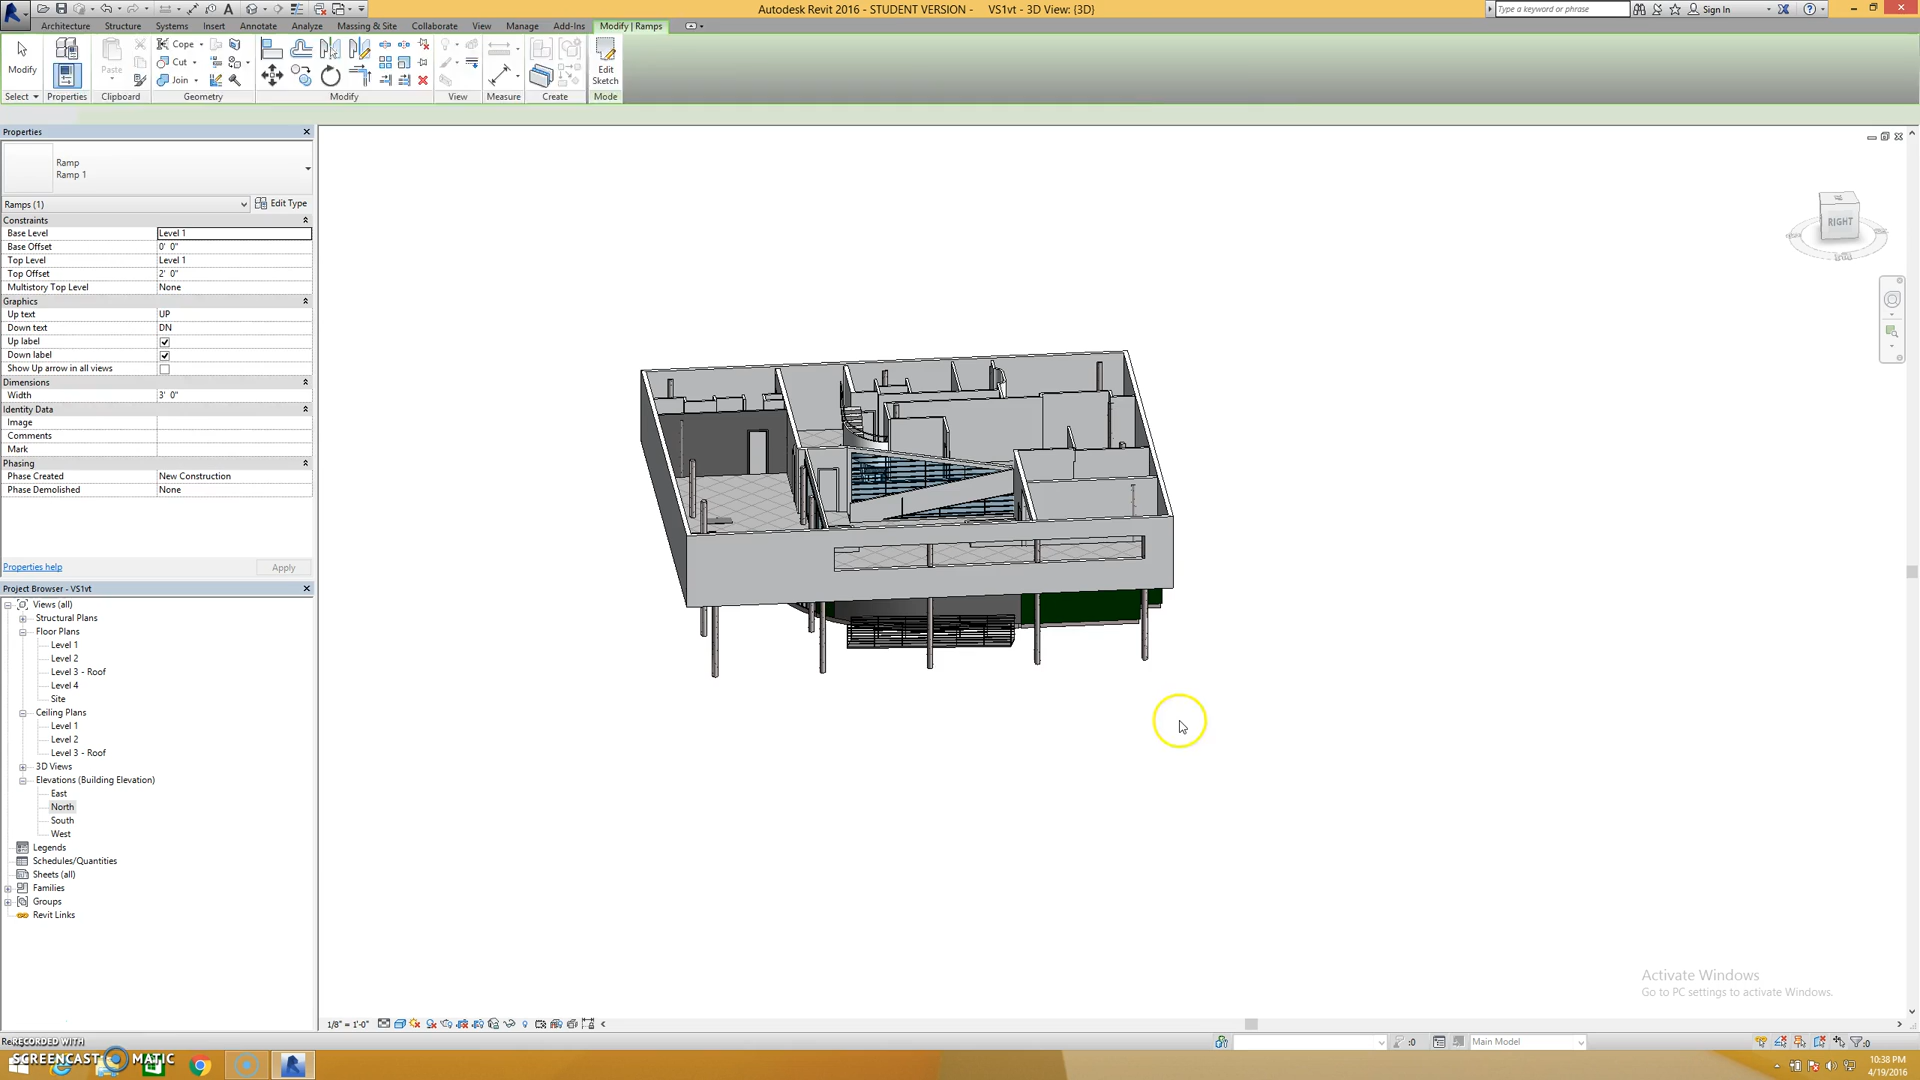 Autodesk Revit 2016 - STUDENT VERSION - VS1vt - 3D View: {3D}
Type a keyword or phrase
Sign In
Architecture Structure Systems Insert Annotate Analyze Massing & Site Collaborate View Manage Add-Ins Modify | Ramps
Cope
Cut
Join
Modify
Paste
Edit
Sketch
Select Properties Clipboard Geometry Modify View Measure Create Mode
Properties
Ramp
Ramp 1
Ramps (1)
Edit Type
Constraints
Base Level Level 1
Base Offset 0' 0"
Top Level Level 1
Top Offset 2' 0"
Multistory Top Level None
Graphics
Up text UP
Down text DN
Up label
Down label
Show Up arrow in all views
Dimensions
Width 3' 0"
Identity Data
Image
Comments
Mark
Phasing
Phase Created New Construction
Phase Demolished None
Properties help
Apply
Project Browser - VS1vt
Views (all)
Structural Plans
Floor Plans
Level 1
Level 2
Level 3 - Roof
Level 4
Site
Ceiling Plans
Level 1
Level 2
Level 3 - Roof
3D Views
Elevations (Building Elevation)
East
North
South
West
Legends
Schedules/Quantities
Sheets (all)
Families
Groups
Revit Links
RIGHT
Activate Windows
Go to PC settings to activate Windows.
1/8" = 1'-0"
:0
Main Model
:0
RECORDED WITH
SCREENCAST MATIC
10:38 PM
4/19/2016